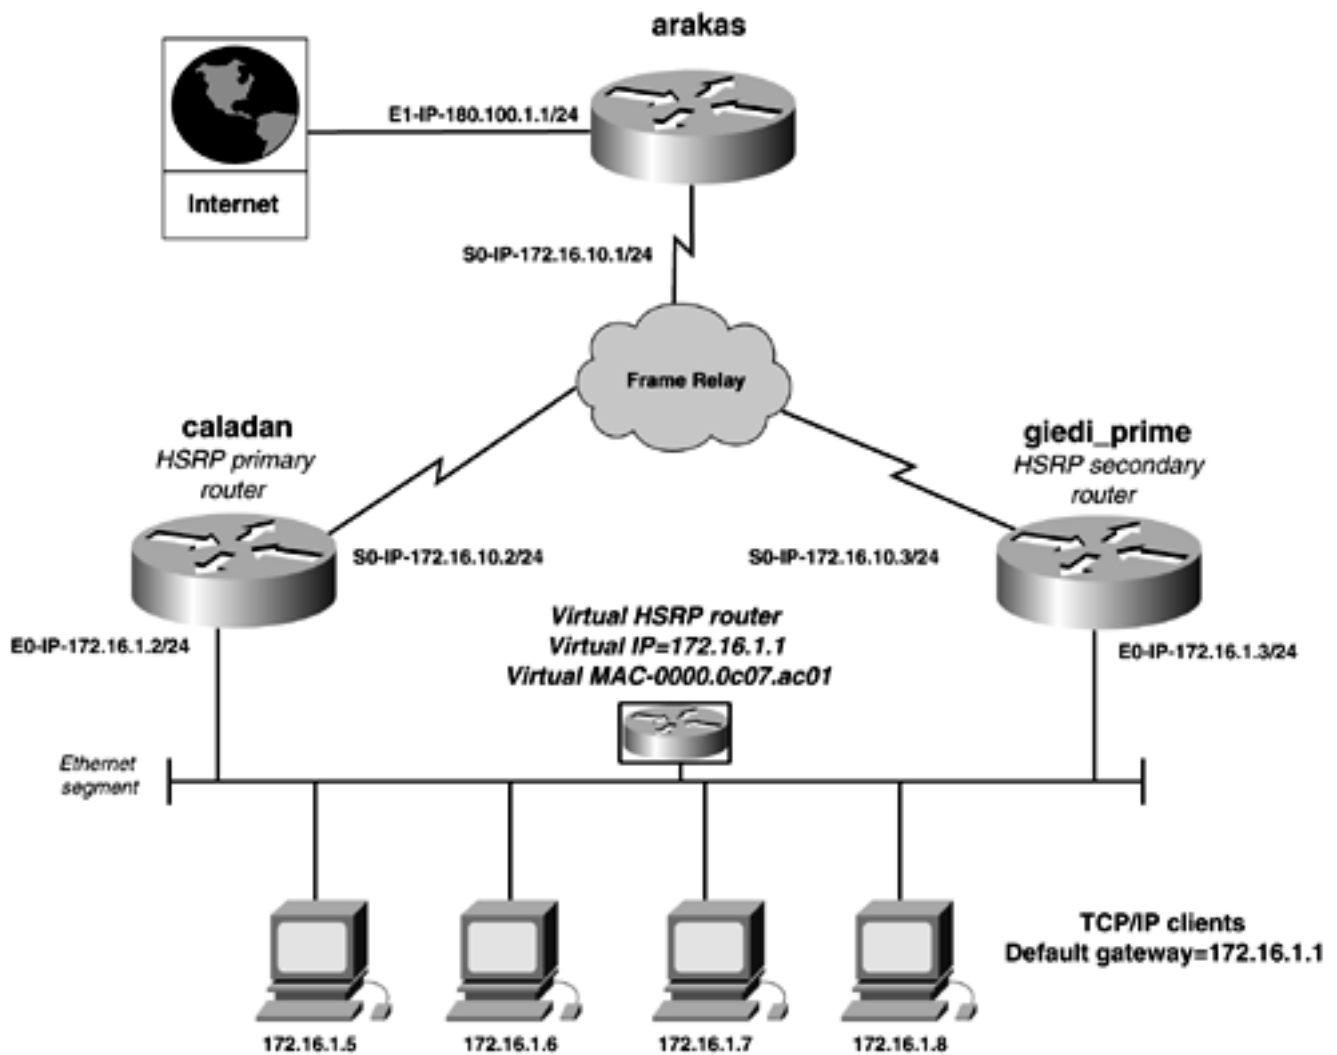 arakas
E1-IP-180.100.1.1/24
Internet
S0-IP-172.16.10.1/24
Frame Relay
caladan
HSRP primary
router
giedi_prime
HSRP secondary
router
S0-IP-172.16.10.2/24
S0-IP-172.16.10.3/24
E0-IP-172.16.1.2/24
Virtual HSRP router
Virtual IP=172.16.1.1
Virtual MAC-0000.0c07.ac01
E0-IP-172.16.1.3/24
Ethernet
segment
TCP/IP clients
Default gateway=172.16.1.1
172.16.1.5
172.16.1.6
172.16.1.7
172.16.1.8